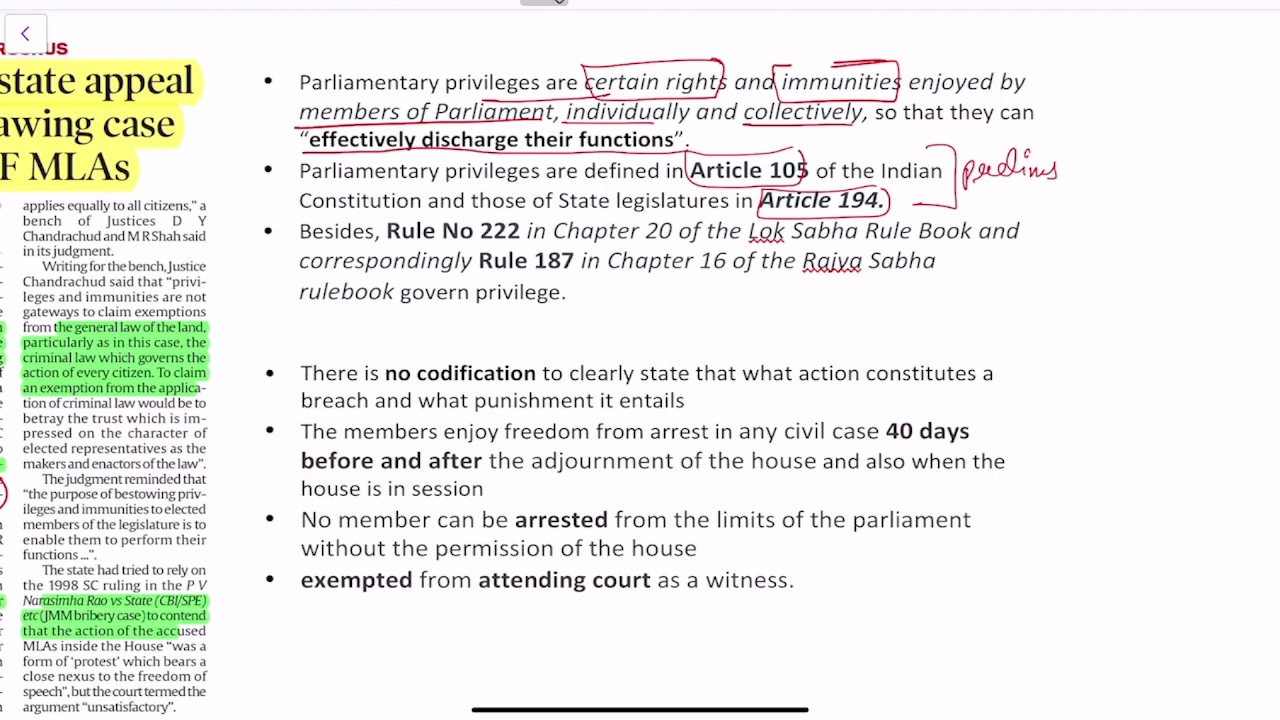 US
state appeal
awing case
F MLAs
applies equally to all citizens,” a
bench of Justices D Y
Chandrachud and M R Shah said
in its judgment.
Writing for the bench, Justice
Chandrachud said that “privi-
leges and immunities are not
gateways to claim exemptions
from the general law of the land,
particularly as in this case, the
criminal law which governs the
action of every citizen. To claim
an exemption from the applica-
tion of criminal law would be to
betray the trust which is im-
pressed on the character of
elected representatives as the
makers and enactors of the law”.
The judgment reminded that
“the purpose of bestowing priv-
ileges and immunities to elected
members of the legislature is to
enable them to perform their
functions ...”.
The state had tried to rely on
the 1998 SC ruling in the P V
Narasimha Rao vs State (CBI/SPE)
etc (JMM bribery case) to contend
that the action of the accused
MLAs inside the House “was a
form of ‘protest’ which bears a
close nexus to the freedom of
speech”, but the court termed the
argument “unsatisfactory”.
• Parliamentary privileges are certain rights and immunities enjoyed by
members of Parliament, individually and collectively, so that they can
“effectively discharge their functions”.
• Parliamentary privileges are defined in Article 105 of the Indian
Constitution and those of State legislatures in Article 194.
• Besides, Rule No 222 in Chapter 20 of the Lok Sabha Rule Book and
correspondingly Rule 187 in Chapter 16 of the Rajya Sabha
rulebook govern privilege.
• There is no codification to clearly state that what action constitutes a
breach and what punishment it entails
• The members enjoy freedom from arrest in any civil case 40 days
before and after the adjournment of the house and also when the
house is in session
• No member can be arrested from the limits of the parliament
without the permission of the house
• exempted from attending court as a witness.